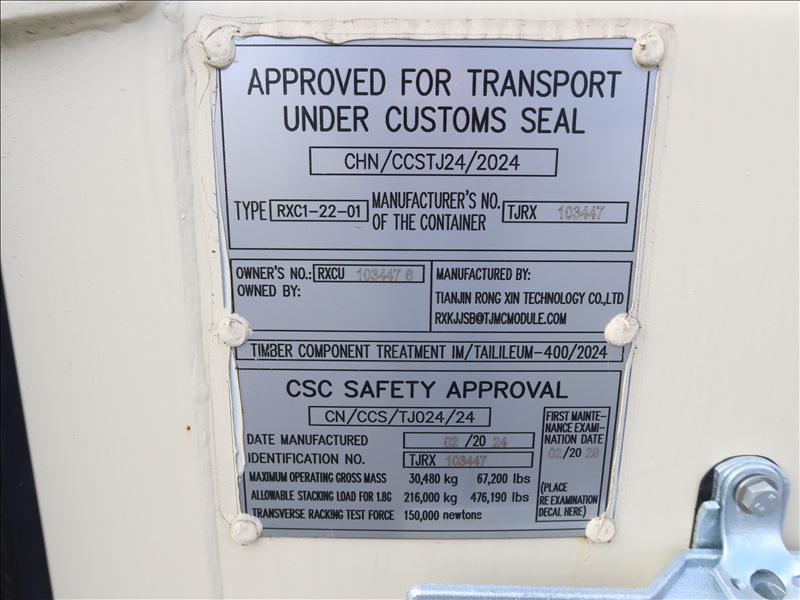 APPROVED FOR TRANSPORT
UNDER CUSTOMS SEAL
CHN/CCSTJ24/2024
TYPE RXC1-22-01 MANUFACTURER'S NO. OF THE CONTAINER TJRX 103447
OWNER'S NO.: RXCU 103447 6
OWNED BY:
MANUFACTURED BY:
TIANJIN RONG XIN TECHNOLOGY CO.,LTD
RXKJJSB@TJMCMODULE.COM
TIMBER COMPONENT TREATMENT IM/TAILILEUM-400/2024
CSC SAFETY APPROVAL
CN/CCS/TJ024/24
DATE MANUFACTURED 02 /20 24
IDENTIFICATION NO. TJRX 103447
MAXIMUM OPERATING GROSS MASS 30,480 kg 67,200 lbs
ALLOWABLE STACKING LOAD FOR 1.8G 216,000 kg 476,190 lbs
TRANSVERSE RACKING TEST FORCE 150,000 newtons
FIRST MAINTE-
NANCE EXAMI-
NATION DATE
02/20 29
(PLACE
RE EXAMINATION
DECAL HERE)